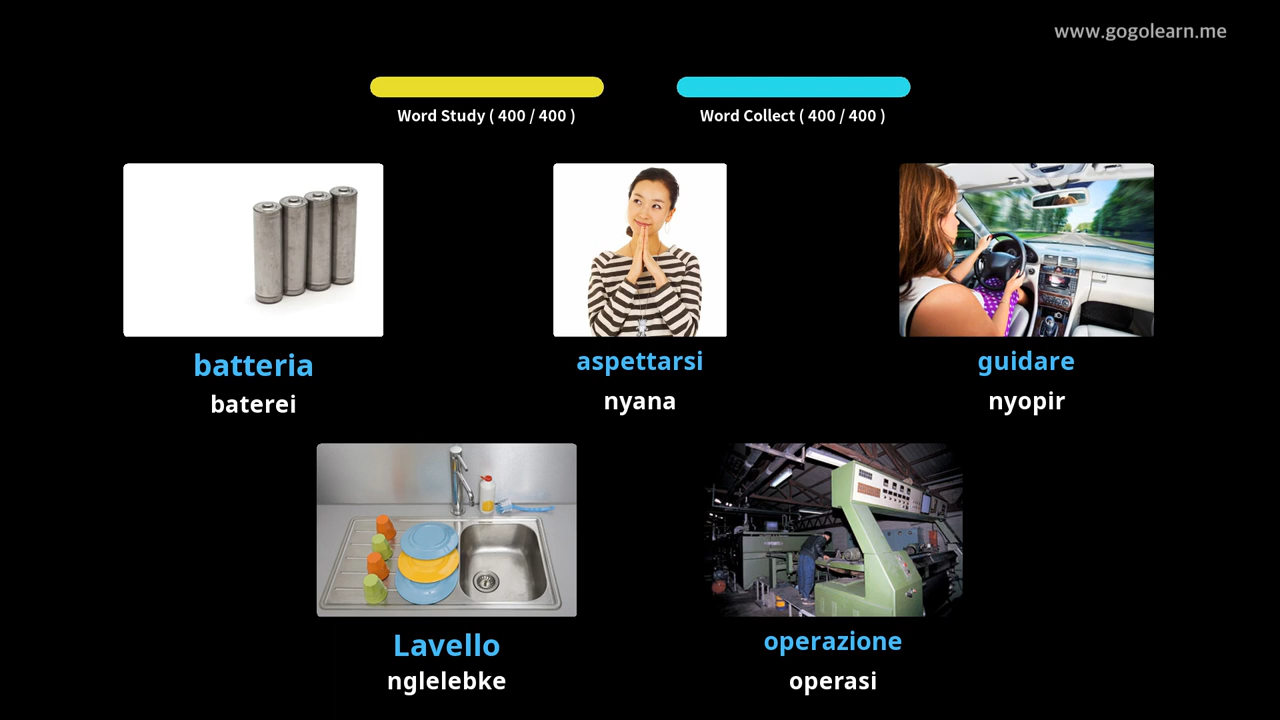 www.gogolearn.me
Word Study ( 400 / 400 )
Word Collect ( 400 / 400 )
batteria
baterei
aspettarsi
nyana
guidare
nyopir
Lavello
nglelebke
operazione
operasi